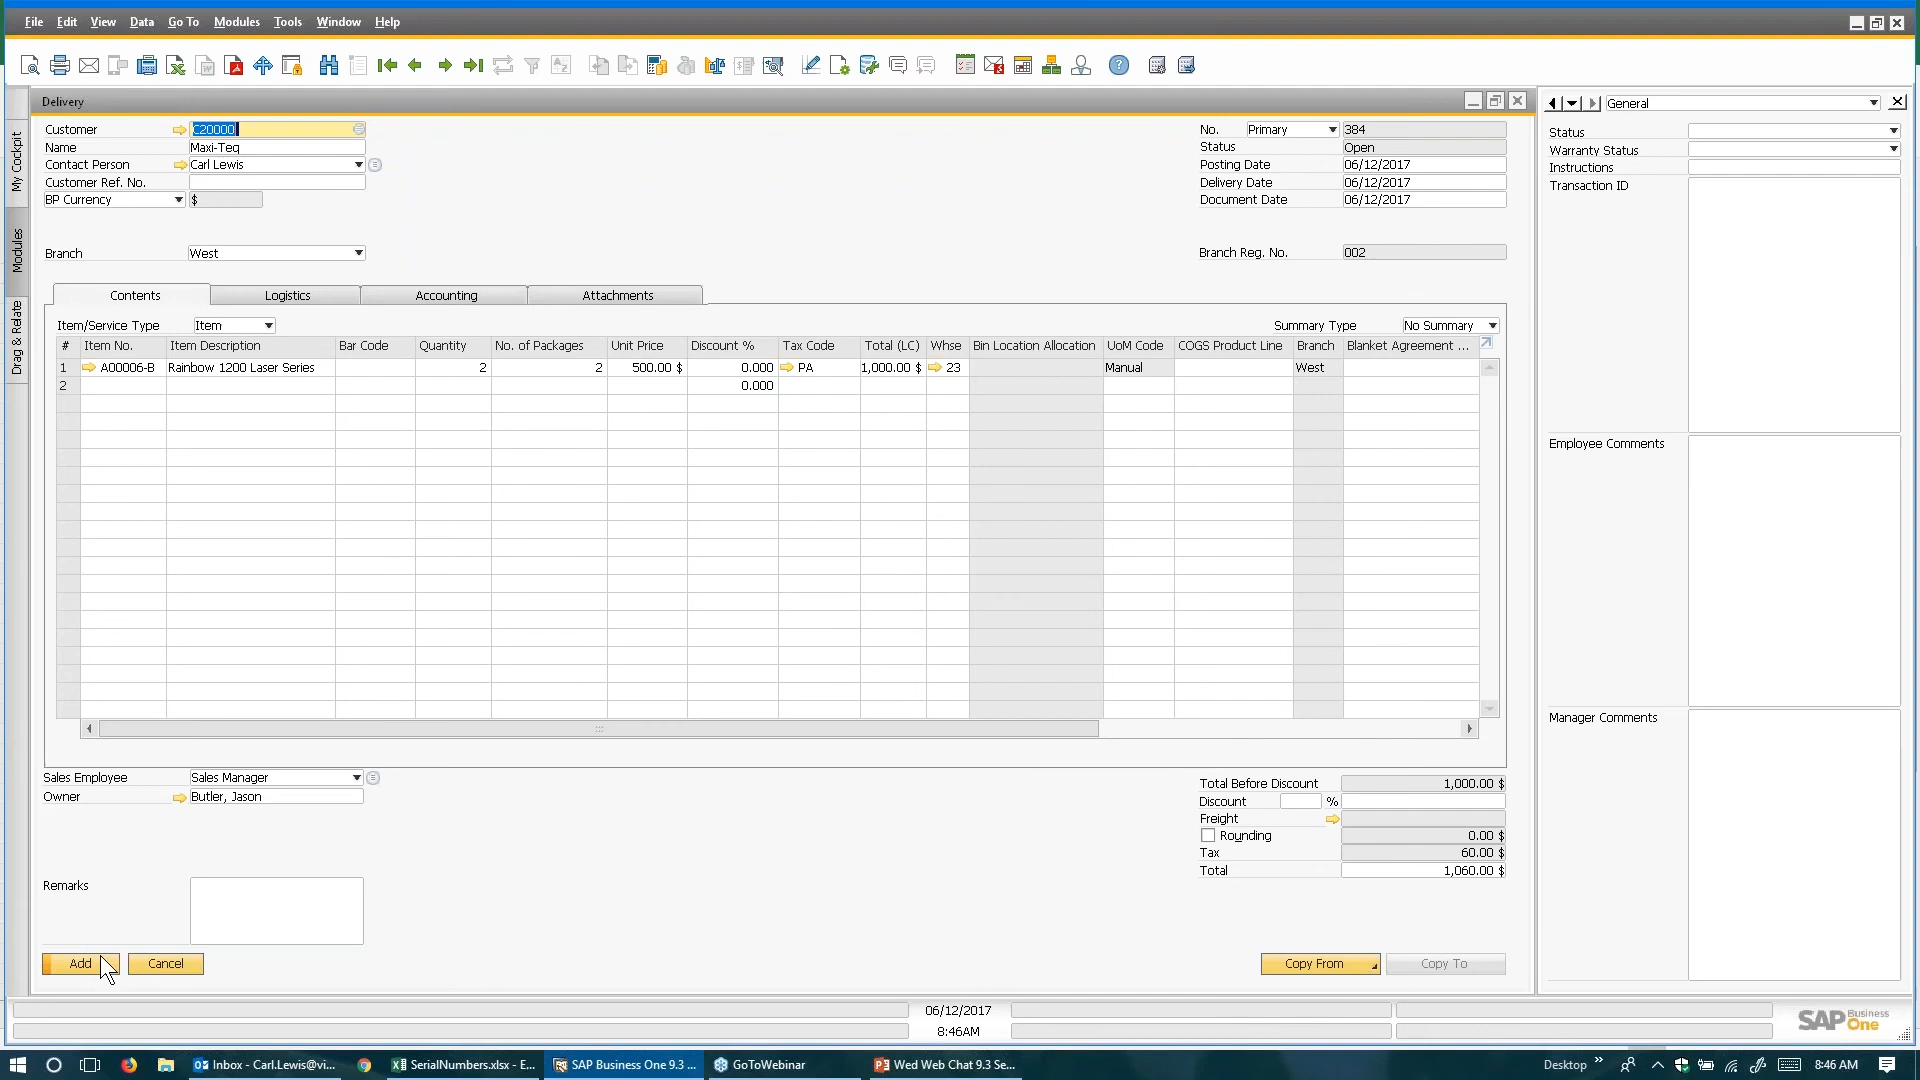 File Edit View Data Go To Modules Tools Window Help
Delivery
General
My Cockpit
Modules
Drag & Relate
Customer C20000
Name Maxi-Teq
Contact Person Carl Lewis
Customer Ref. No.
BP Currency $
Branch West
No. Primary 384
Status Open
Posting Date 06/12/2017
Delivery Date 06/12/2017
Document Date 06/12/2017
Branch Reg. No. 002
Status
Warranty Status
Instructions
Transaction ID
Employee Comments
Manager Comments
Contents Logistics Accounting Attachments
Item/Service Type Item Summary Type No Summary
# Item No. Item Description Bar Code Quantity No. of Packages Unit Price Discount % Tax Code Total (LC) Whse Bin Location Allocation UoM Code COGS Product Line Branch Blanket Agreement ...
1 A00006-B Rainbow 1200 Laser Series 2 2 500.00 $ 0.000 PA 1,000.00 $ 23 Manual West
2 0.000
Sales Employee Sales Manager
Owner Butler, Jason
Remarks
Total Before Discount 1,000.00 $
Discount %
Freight
Rounding 0.00 $
Tax 60.00 $
Total 1,060.00 $
Add Cancel Copy From Copy To
06/12/2017
8:46AM
SAP Business One
Inbox - Carl.Lewis@vi... SerialNumbers.xlsx - E... SAP Business One 9.3 ... GoToWebinar Wed Web Chat 9.3 Se... Desktop 8:46 AM